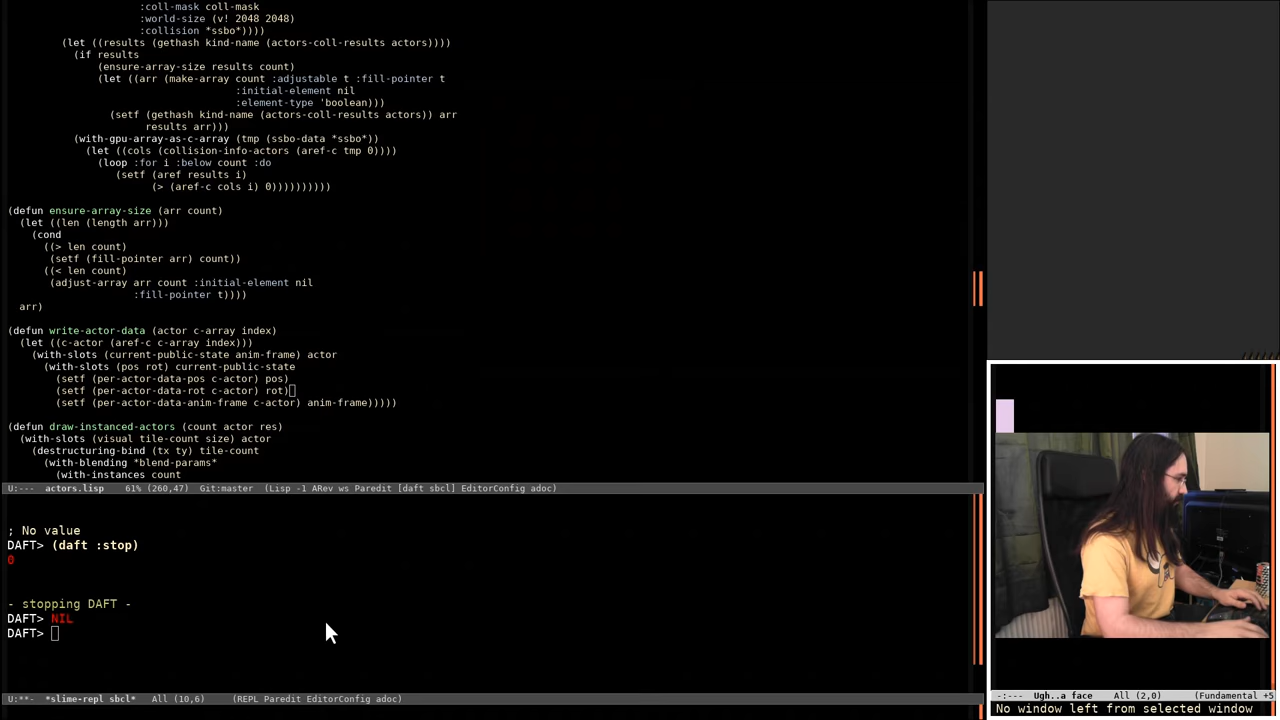 :coll-mask coll-mask
:world-size (v! 2048 2048)
:collision *ssbo*))))
(let ((results (gethash kind-name (actors-coll-results actors))))
(if results
(ensure-array-size results count)
(let ((arr (make-array count :adjustable t :fill-pointer t
:initial-element nil
:element-type 'boolean)))
(setf (gethash kind-name (actors-coll-results actors)) arr
results arr)))
(with-gpu-array-as-c-array (tmp (ssbo-data *ssbo*))
(let ((cols (collision-info-actors (aref-c tmp 0))))
(loop :for i :below count :do
(setf (aref results i)
(> (aref-c cols i) 0))))))))))
(defun ensure-array-size (arr count)
(let ((len (length arr)))
(cond
((> len count)
(setf (fill-pointer arr) count))
((< len count)
(adjust-array arr count :initial-element nil
:fill-pointer t))))
arr)
(defun write-actor-data (actor c-array index)
(let ((c-actor (aref-c c-array index)))
(with-slots (current-public-state anim-frame) actor
(with-slots (pos rot) current-public-state
(setf (per-actor-data-pos c-actor) pos)
(setf (per-actor-data-rot c-actor) rot)
(setf (per-actor-data-anim-frame c-actor) anim-frame)))))
(defun draw-instanced-actors (count actor res)
(with-slots (visual tile-count size) actor
(destructuring-bind (tx ty) tile-count
(with-blending *blend-params*
(with-instances count
U:--- actors.lisp 61% (260,47) Git:master (Lisp -1 ARev ws Paredit [daft sbcl] EditorConfig adoc)
; No value
DAFT> (daft :stop)
0
- stopping DAFT -
DAFT> NIL
DAFT>
U:**- *slime-repl sbcl* All (10,6) (REPL Paredit EditorConfig adoc)
-:--- Ugh..a face All (2,0) (Fundamental +5
No window left from selected window